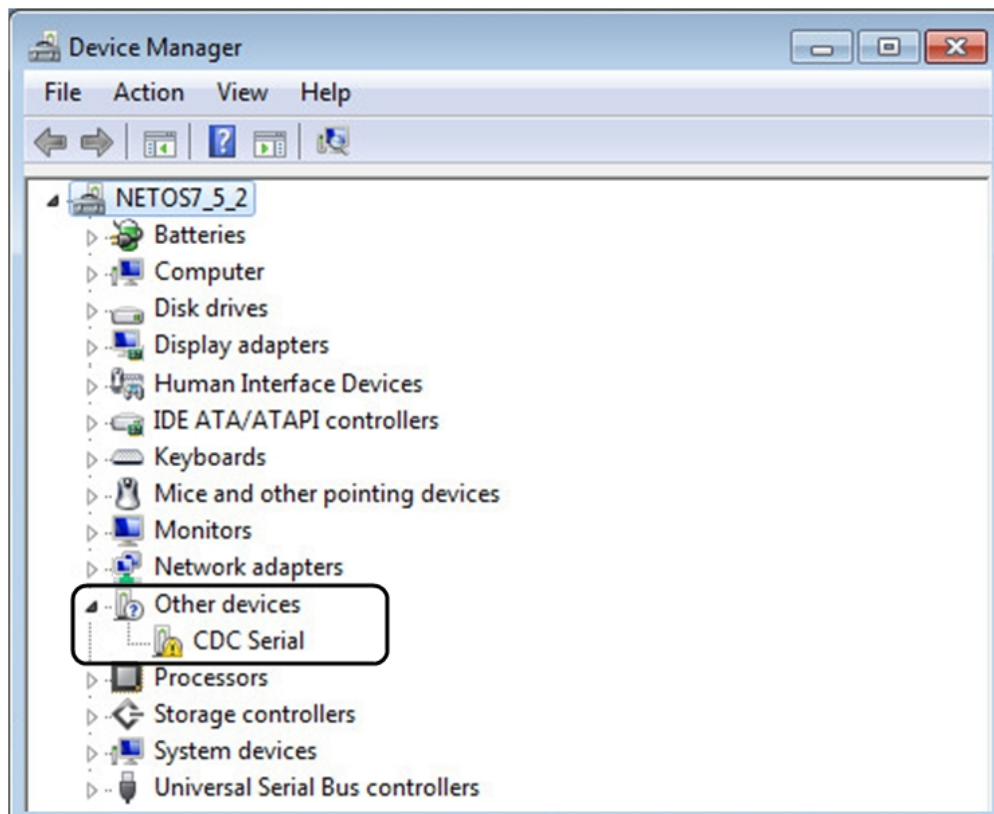 Device Manager
File Action View Help
NETOS7_5_2
Batteries
Computer
Disk drives
Display adapters
Human Interface Devices
IDE ATA/ATAPI controllers
Keyboards
Mice and other pointing devices
Monitors
Network adapters
Other devices
CDC Serial
Processors
Storage controllers
System devices
Universal Serial Bus controllers